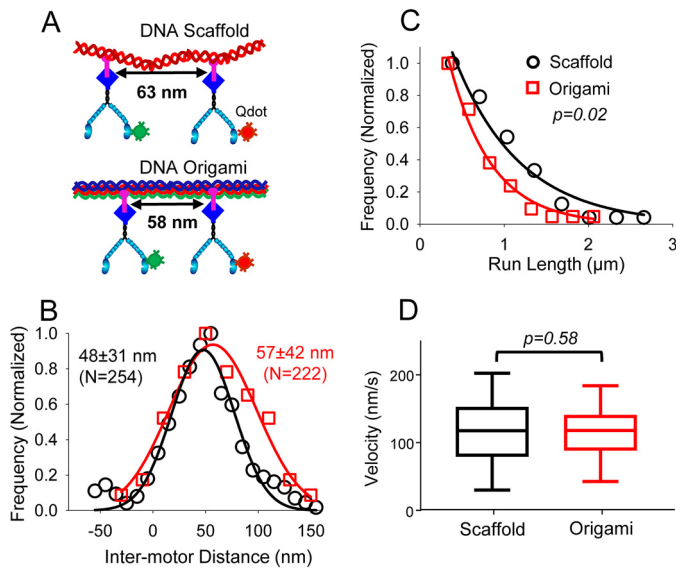 A
DNA Scaffold
63 nm
Qdot
DNA Origami
58 nm
B
Frequency (Normalized)
1.0
0.8
0.6
0.4
0.2
0.0
48±31 nm
(N=254)
57±42 nm
(N=222)
-50
0
50
100
150
Inter-motor Distance (nm)
C
Frequency (Normalized)
1.0
0.8
0.6
0.4
0.2
0.0
Scaffold
Origami
p=0.02
0
1
2
3
Run Length (µm)
D
p=0.58
Velocity (nm/s)
200
100
0
Scaffold
Origami